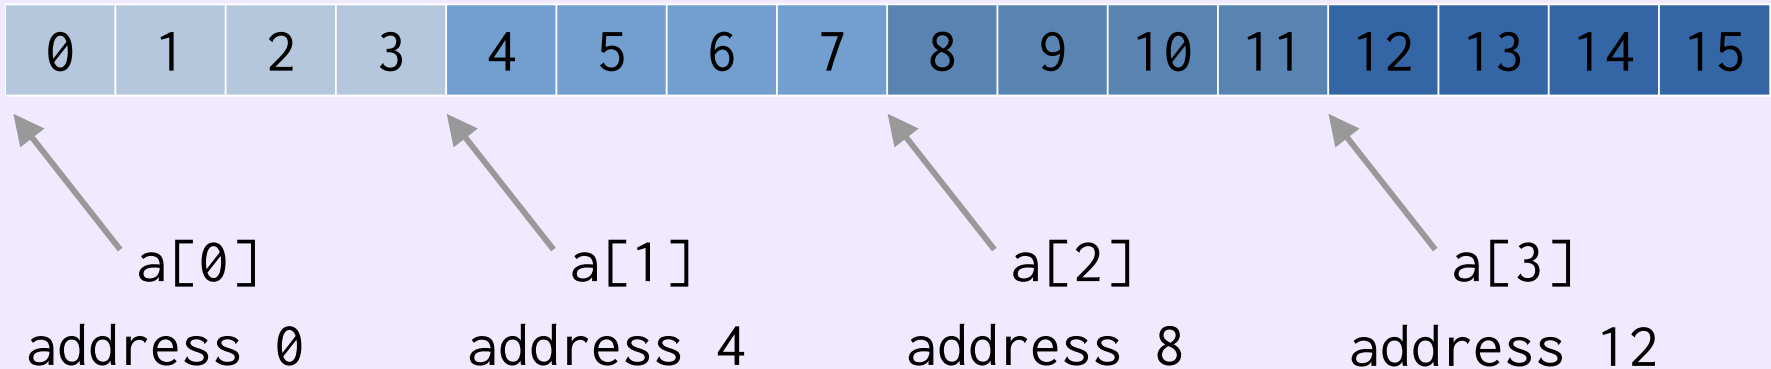 0 1 2 3 4 5 6 7 8 9 10 11 12 13 14 15
a[0] a[1] a[2] a[3]
address 0 address 4 address 8 address 12